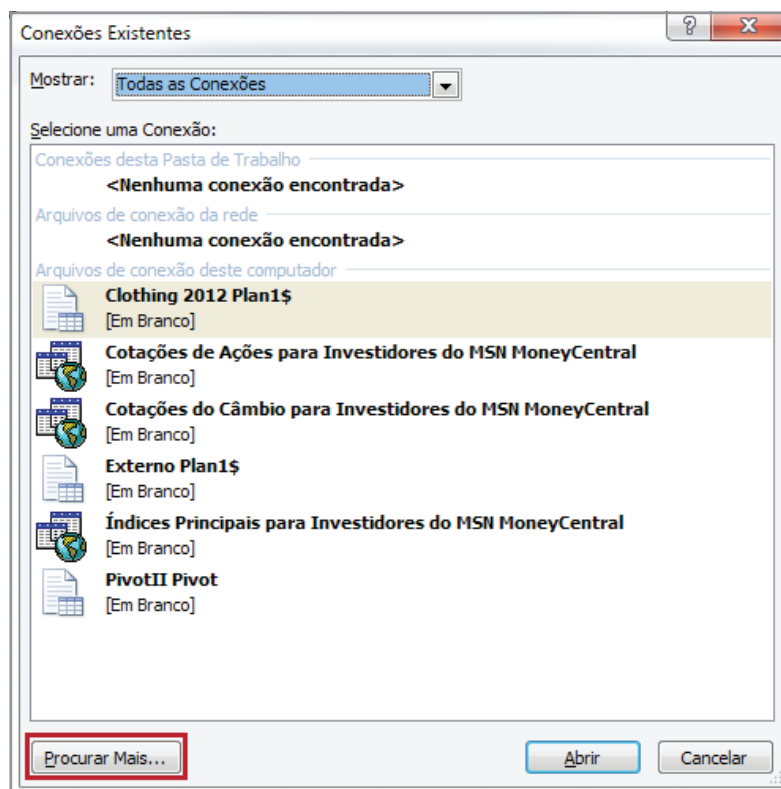 Conexões Existentes
Mostrar: Todas as Conexões
Selecione uma Conexão:
Conexões desta Pasta de Trabalho
<Nenhuma conexão encontrada>
Arquivos de conexão da rede
<Nenhuma conexão encontrada>
Arquivos de conexão deste computador
Clothing 2012 Plan1$
[Em Branco]
Cotações de Ações para Investidores do MSN MoneyCentral
[Em Branco]
Cotações do Câmbio para Investidores do MSN MoneyCentral
[Em Branco]
Externo Plan1$
[Em Branco]
Índices Principais para Investidores do MSN MoneyCentral
[Em Branco]
PivotII Pivot
[Em Branco]
Procurar Mais... Abrir Cancelar